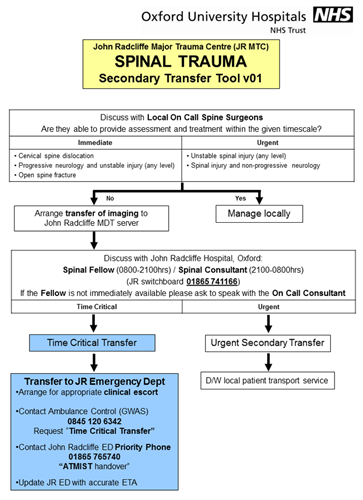 Oxford University Hospitals NHS
NHS Trust
John Radcliffe Major Trauma Centre (JR MTC)
SPINAL TRAUMA
Secondary Transfer Tool v01
Discuss with Local On Call Spine Surgeons
Are they able to provide assessment and treatment within the given timescale?
Immediate
• Cervical spine dislocation
• Progressive neurology and unstable injury (any level)
• Open spine fracture
Urgent
• Unstable spinal injury (any level)
• Spinal injury and non-progressive neurology
No
Yes
Arrange transfer of imaging to
John Radcliffe MDT server
Manage locally
Discuss with John Radcliffe Hospital, Oxford:
Spinal Fellow (0800-2100hrs) / Spinal Consultant (2100-0800hrs)
(JR switchboard 01865 741166)
If the Fellow is not immediately available please ask to speak with the On Call Consultant
Time Critical
Urgent
Time Critical Transfer
Urgent Secondary Transfer
Transfer to JR Emergency Dept
• Arrange for appropriate clinical escort
• Contact Ambulance Control (GWAS)
0845 120 6342
Request "Time Critical Transfer"
• Contact John Radcliffe ED Priority Phone
01865 765740
"ATMIST handover"
• Update JR ED with accurate ETA
D/W local patient transport service